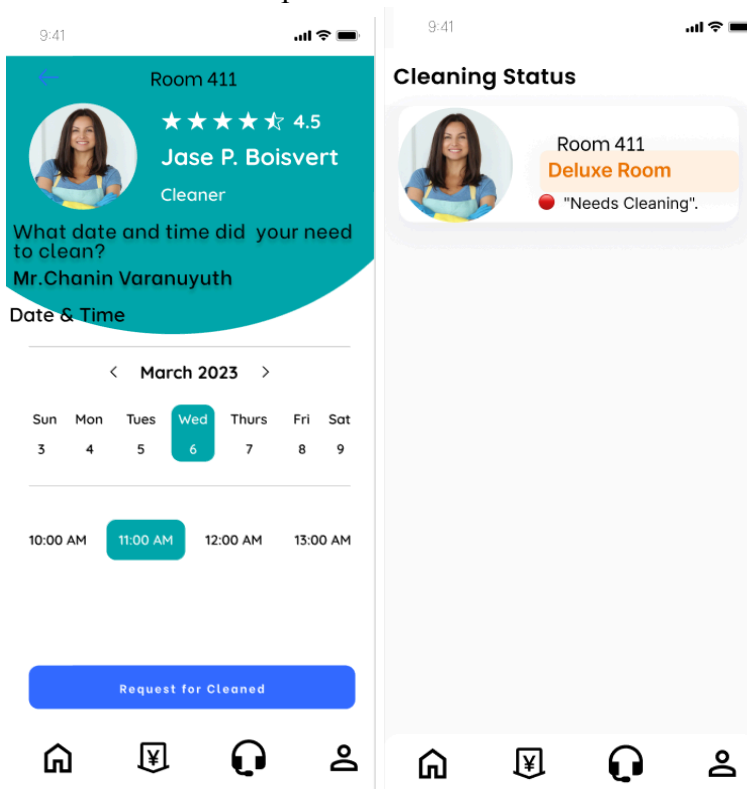 9:41
Room 411
4.5
Jase P. Boisvert
Cleaner
What date and time did your need
to clean?
Mr.Chanin Varanuyuth
Date & Time
< March 2023 >
Sun Mon Tues Wed Thurs Fri Sat
3 4 5 6 7 8 9
10:00 AM 11:00 AM 12:00 AM 13:00 AM
Request for Cleaned
¥
9:41
Cleaning Status
Room 411
Deluxe Room
"Needs Cleaning".
¥